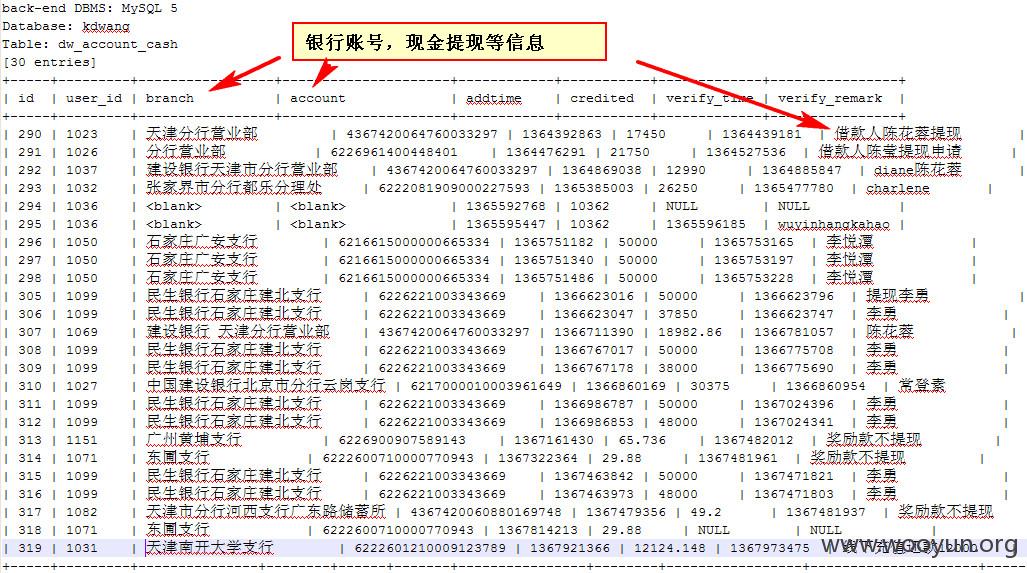 back-end DBMS: MySQL 5
Database: kdwang
Table: dw_account_cash
[30 entries]
银行账号，现金提现等信息
| id | user_id | branch | account | addtime | credited | verify_time | verify_remark |
| 290 | 1023 | 天津分行营业部 | 4367420064760033297 | 1364392863 | 17450 | 1364439181 | 借款人陈花蓉提现
| 291 | 1026 | 分行营业部 | 6226961400448401 | 1364476291 | 21750 | 1364527536 | 借款人陈莹提现申请
| 292 | 1037 | 建设银行天津市分行营业部 | 4367420064760033297 | 1364869038 | 12990 | 1364885847 | diane陈花蓉 |
| 293 | 1032 | 张家界市分行都乐分理处 | 6222081909000227593 | 1365385003 | 26250 | 1365477780 | charlene |
| 294 | 1036 | <blank> | <blank> | 1365592768 | 10362 | NULL | NULL |
| 295 | 1036 | <blank> | <blank> | 1365595447 | 10362 | 1365596185 | wuyinhangkahao |
| 296 | 1050 | 石家庄广安支行 | 6216615000000665334 | 1365751182 | 50000 | 1365753165 | 李悦潭 |
| 297 | 1050 | 石家庄广安支行 | 6216615000000665334 | 1365751340 | 50000 | 1365753197 | 李悦潭 |
| 298 | 1050 | 石家庄广安支行 | 6216615000000665334 | 1365751486 | 50000 | 1365753228 | 李悦潭 |
| 305 | 1099 | 民生银行石家庄建北支行 | 6226221003343669 | 1366623016 | 50000 | 1366623796 | 提现李勇 |
| 306 | 1099 | 民生银行石家庄建北支行 | 6226221003343669 | 1366623047 | 37850 | 1366623747 | 李勇 |
| 307 | 1069 | 建设银行 天津分行营业部 | 4367420064760033297 | 1366711390 | 18982.86 | 1366781057 | 陈花蓉 |
| 308 | 1099 | 民生银行石家庄建北支行 | 6226221003343669 | 1366767017 | 50000 | 1366775708 | 李勇 |
| 309 | 1099 | 民生银行石家庄建北支行 | 6226221003343669 | 1366767178 | 38000 | 1366775690 | 李勇 |
| 310 | 1027 | 中国建设银行北京市分行云岗支行 | 6217000010003961649 | 1366860169 | 30375 | 1366860954 | 常登素
| 311 | 1099 | 民生银行石家庄建北支行 | 6226221003343669 | 1366986787 | 50000 | 1367024396 | 李勇 |
| 312 | 1099 | 民生银行石家庄建北支行 | 6226221003343669 | 1366986853 | 48000 | 1367024341 | 李勇 |
| 313 | 1151 | 广州黄埔支行 | 6226900907589143 | 1367161430 | 65.736 | 1367482012 | 奖励款不提现 |
| 314 | 1071 | 东圃支行 | 6222600710000770943 | 1367322364 | 29.88 | 1367481961 | 奖励款不提现 |
| 315 | 1099 | 民生银行石家庄建北支行 | 6226221003343669 | 1367463874 | 50000 | 1367471821 | 李勇 |
| 316 | 1099 | 民生银行石家庄建北支行 | 6226221003343669 | 1367463973 | 48000 | 1367471803 | 李勇 |
| 317 | 1082 | 天津市分行河西支行广东路储蓄所 | 4367420060880169748 | 1367479356 | 49.2 | 1367481937 | 奖励款不提现
| 318 | 1071 | 东圃支行 | 6222600710000770943 | 1367814213 | 29.88 | NULL | NULL |
| 319 | 1031 | 天津南开大学支行 | 6222601210009123789 | 1367921366 | 12124.148 | 1367973475 |
www.wooyun.org